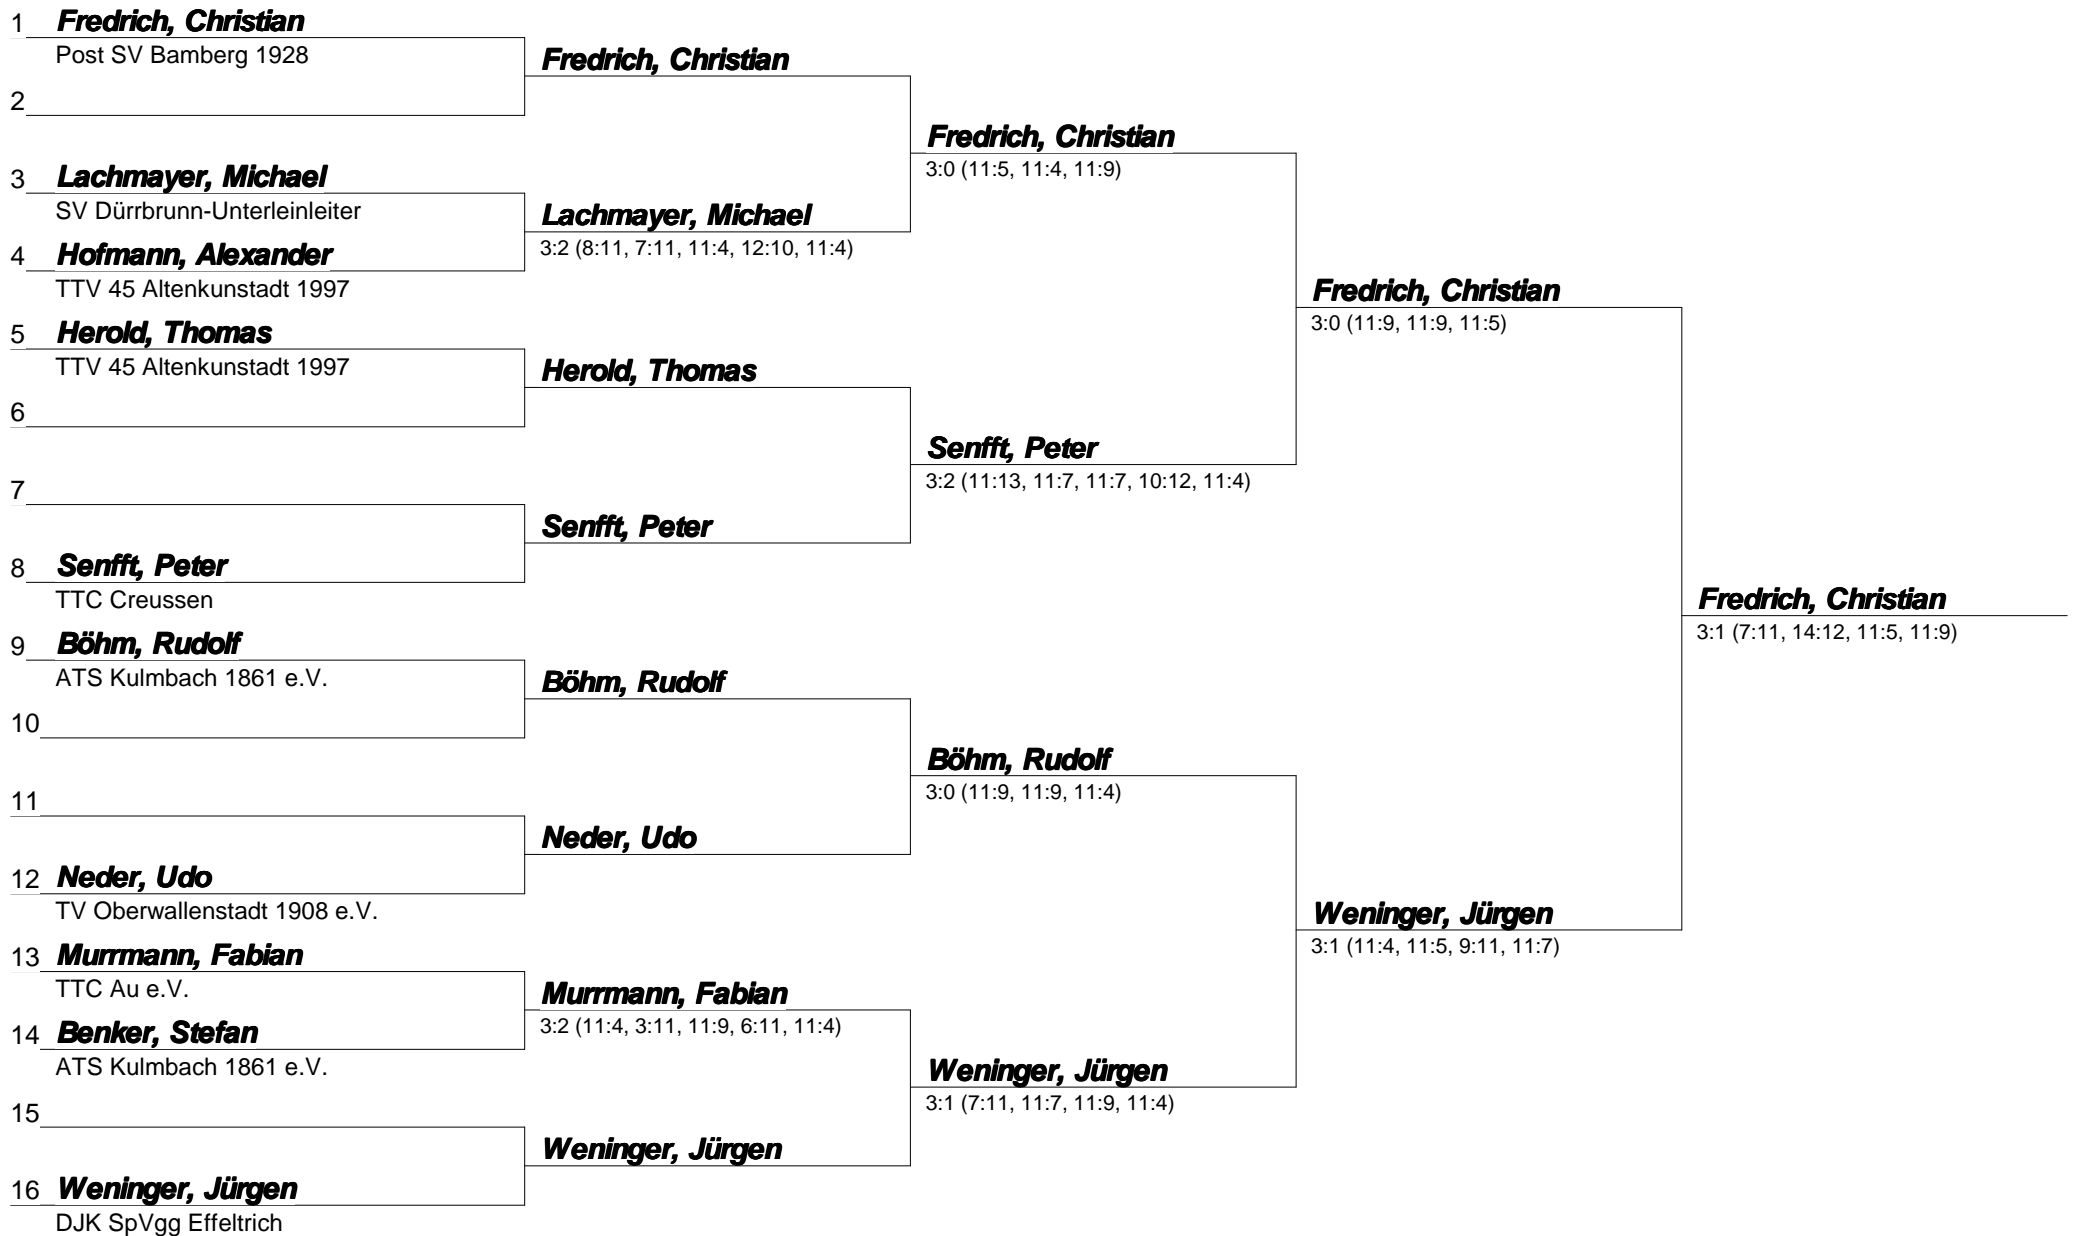 1 Fredrich, Christian
Post SV Bamberg 1928
Fredrich, Christian
2
Fredrich, Christian
3:0 (11:5, 11:4, 11:9)
3 Lachmayer, Michael
SV Dürrbrunn-Unterleinleiter
Lachmayer, Michael
3:2 (8:11, 7:11, 11:4, 12:10, 11:4)
4 Hofmann, Alexander
TTV 45 Altenkunstadt 1997
Fredrich, Christian
3:0 (11:9, 11:9, 11:5)
5 Herold, Thomas
TTV 45 Altenkunstadt 1997
Herold, Thomas
6
Senfft, Peter
3:2 (11:13, 11:7, 11:7, 10:12, 11:4)
7
Senfft, Peter
8 Senfft, Peter
TTC Creussen
Fredrich, Christian
3:1 (7:11, 14:12, 11:5, 11:9)
9 Böhm, Rudolf
ATS Kulmbach 1861 e.V.
Böhm, Rudolf
10
Böhm, Rudolf
3:0 (11:9, 11:9, 11:4)
11
Neder, Udo
12 Neder, Udo
TV Oberwallenstadt 1908 e.V.
Weninger, Jürgen
3:1 (11:4, 11:5, 9:11, 11:7)
13 Murrmann, Fabian
TTC Au e.V.
Murrmann, Fabian
3:2 (11:4, 3:11, 11:9, 6:11, 11:4)
14 Benker, Stefan
ATS Kulmbach 1861 e.V.
Weninger, Jürgen
3:1 (7:11, 11:7, 11:9, 11:4)
15
Weninger, Jürgen
16 Weninger, Jürgen
DJK SpVgg Effeltrich